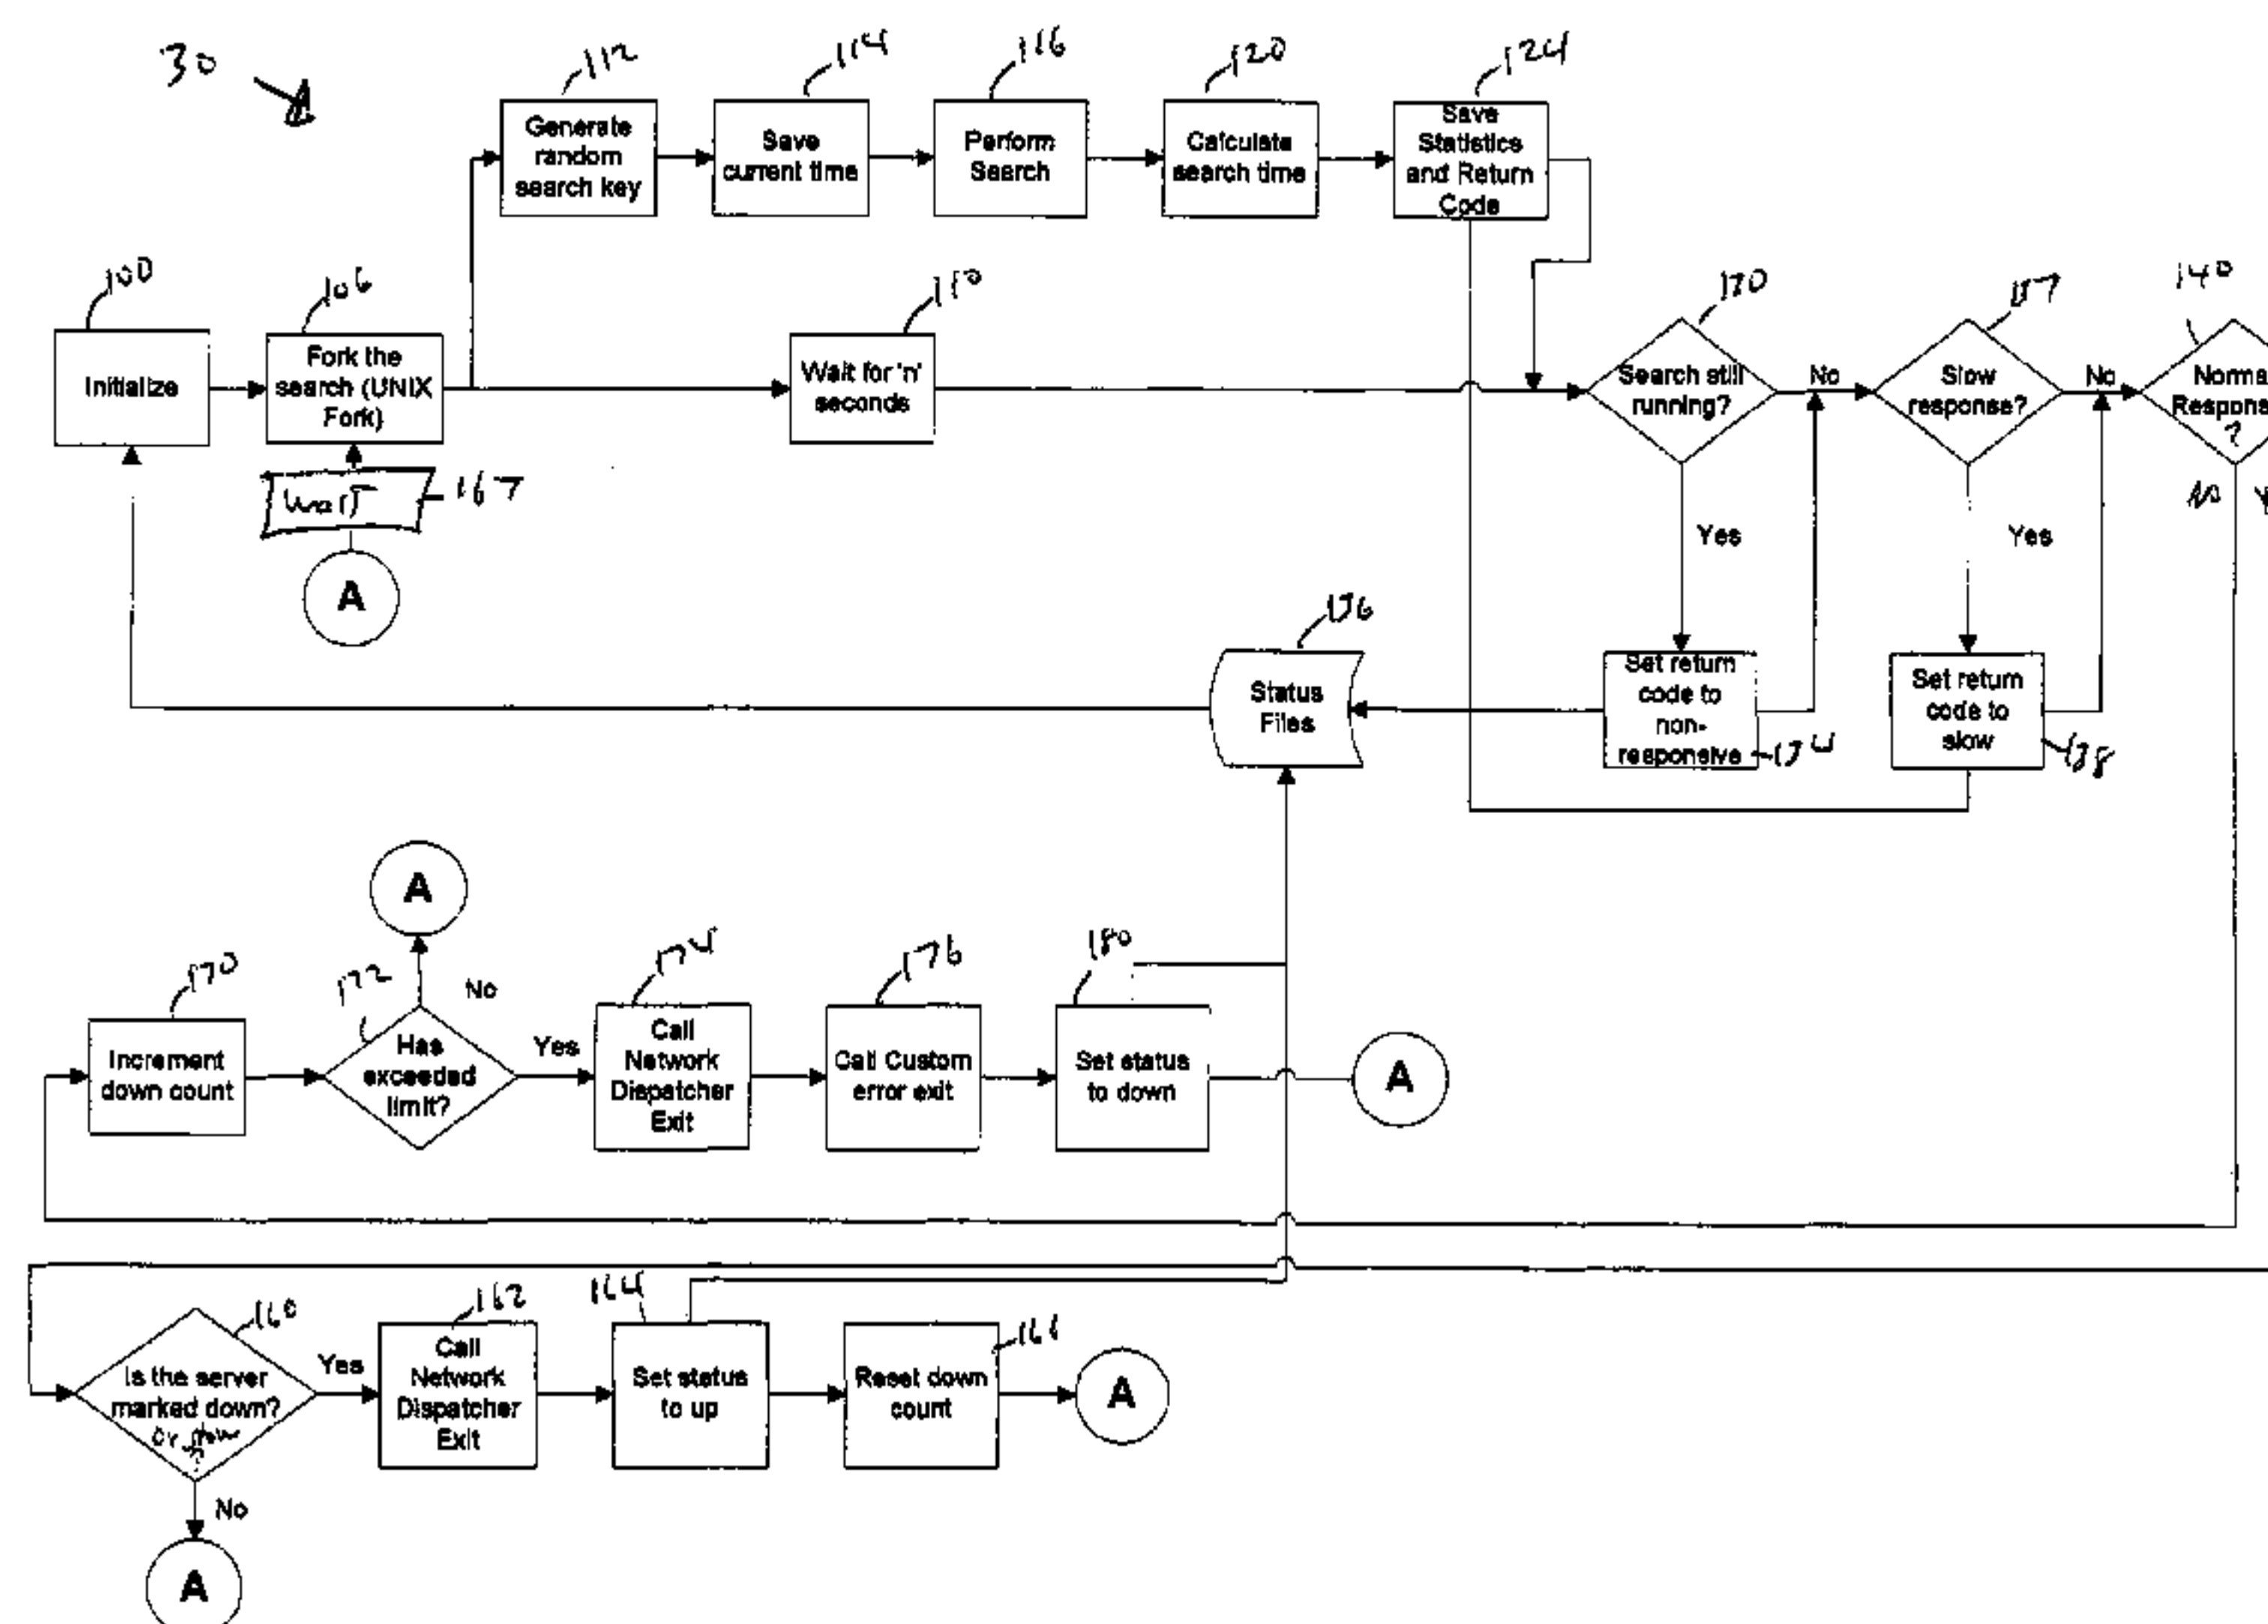 30
112
114
116
120
124
Generate
random
search key
Save
current time
Perform
Search
Calculate
search time
Save
Statistics
and Return
Code
100
106
110
140
Initialize
Fork the
search (UNIX
Fork)
Wait for 'n'
seconds
Search still
running?
No
Slow
response?
No
Norma
Respons
?
Wait
167
No
Yes
Yes
A
Status
Files
Set return
code to
non-
responsive
Set return
code to
slow
138
A
170
172
No
174
176
180
Increment
down count
Has
exceeded
limit?
Yes
Call
Network
Dispatcher
Exit
Call Custom
error exit
Set status
to down
A
160
162
164
Is the server
marked down?
or slow
Yes
Call
Network
Dispatcher
Exit
Set status
to up
Reset down
count
A
No
A